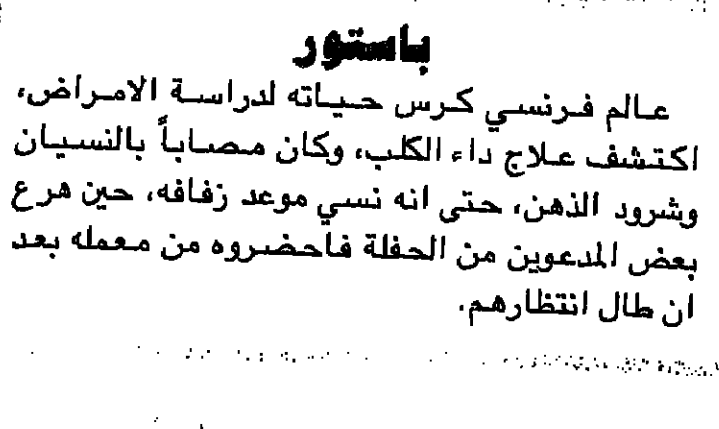 باستور
عالم فرنسي كرس حياته لدراسة الامراض،
اكتشف علاج داء الكلب، وكان مصاباً بالنسيان
وشرود الذهن، حتى انه نسي موعد زفافه، حين هرع
بعض المدعوين من الحفلة فاحضروه من معمله بعد
ان طال انتظارهم.